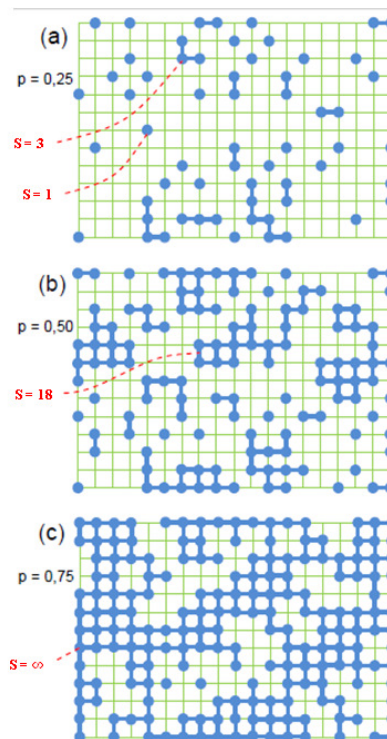 (a)
p = 0,25
S = 3
S = 1
(b)
p = 0,50
S = 18
(c)
p = 0,75
S = ∞